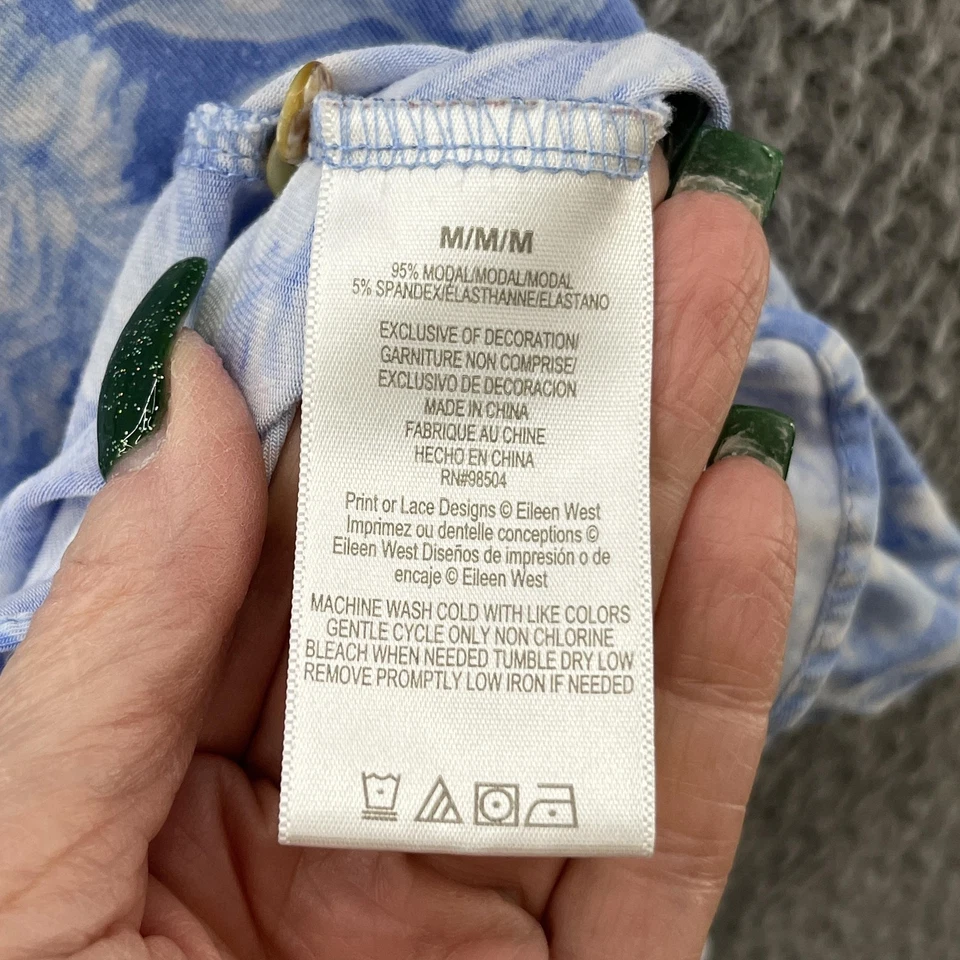 M/M/M
95% MODAL/MODAL/MODAL
5% SPANDEX/ÉLASTHANNE/ELASTANO
EXCLUSIVE OF DECORATION/
GARNITURE NON COMPRISE/
EXCLUSIVO DE DECORACION
MADE IN CHINA
FABRIQUE AU CHINE
HECHO EN CHINA
RN#98504
Print or Lace Designs © Eileen West
Imprimez ou dentelle conceptions ©
Eileen West Diseños de impresión o de
encaje © Eileen West
MACHINE WASH COLD WITH LIKE COLORS
GENTLE CYCLE ONLY NON CHLORINE
BLEACH WHEN NEEDED TUMBLE DRY LOW
REMOVE PROMPTLY LOW IRON IF NEEDED